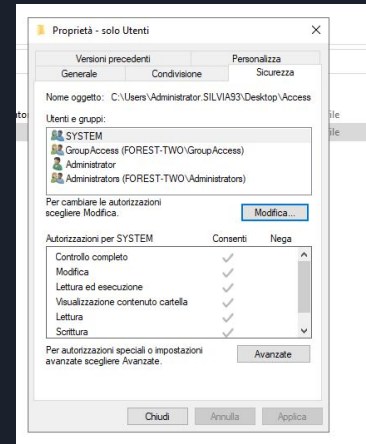 Proprietà - solo Utenti
Versioni precedenti Personalizza
Generale Condivisione Sicurezza
Nome oggetto: C:\Users\Administrator.SILVIA93\Desktop\Access
Utenti e gruppi:
SYSTEM
GroupAccess (FOREST-TWO\GroupAccess)
Administrator
Administrators (FOREST-TWO\Administrators)
Per cambiare le autorizzazioni
scegliere Modifica.
Modifica...
Autorizzazioni per SYSTEM Consenti Nega
Controllo completo
Modifica
Lettura ed esecuzione
Visualizzazione contenuto cartella
Lettura
Scrittura
Per autorizzazioni speciali o impostazioni
avanzate scegliere Avanzate.
Avanzate
Chiudi Annulla Applica